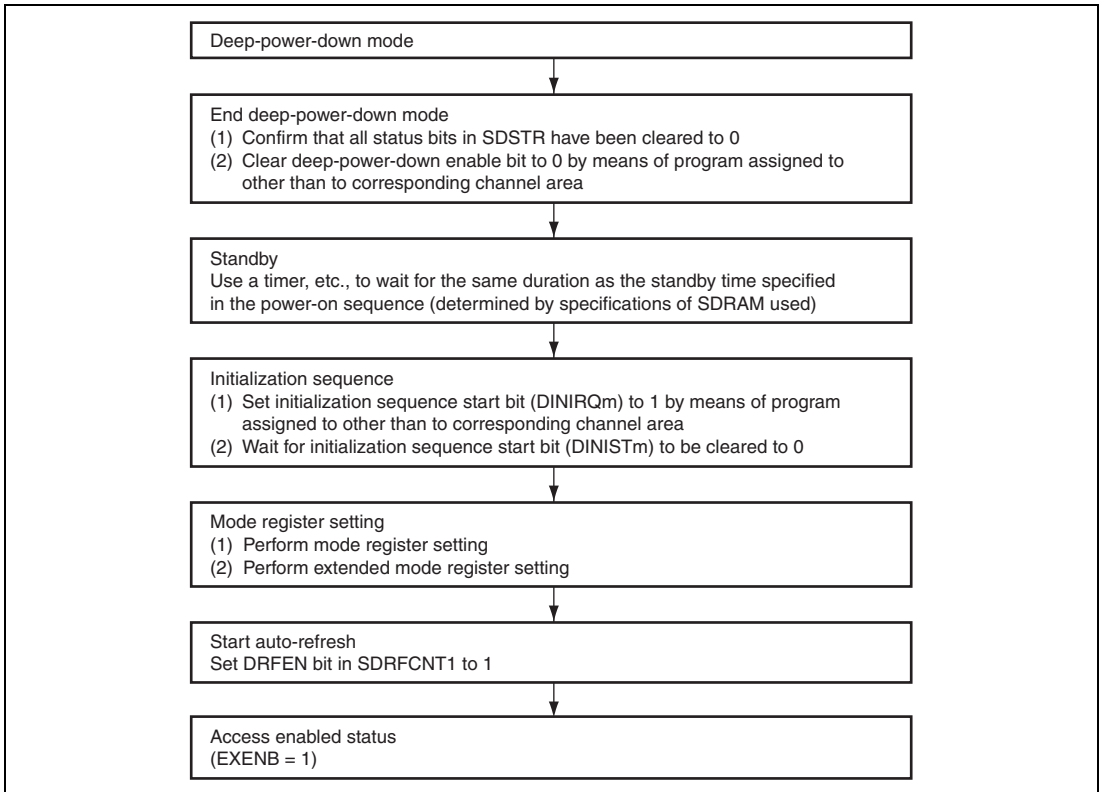 Deep-power-down mode
End deep-power-down mode
(1) Confirm that all status bits in SDSTR have been cleared to 0
(2) Clear deep-power-down enable bit to 0 by means of program assigned to
other than to corresponding channel area
Standby
Use a timer, etc., to wait for the same duration as the standby time specified
in the power-on sequence (determined by specifications of SDRAM used)
Initialization sequence
(1) Set initialization sequence start bit (DINIRQm) to 1 by means of program
assigned to other than to corresponding channel area
(2) Wait for initialization sequence start bit (DINISTm) to be cleared to 0
Mode register setting
(1) Perform mode register setting
(2) Perform extended mode register setting
Start auto-refresh
Set DRFEN bit in SDRFCNT1 to 1
Access enabled status
(EXENB = 1)